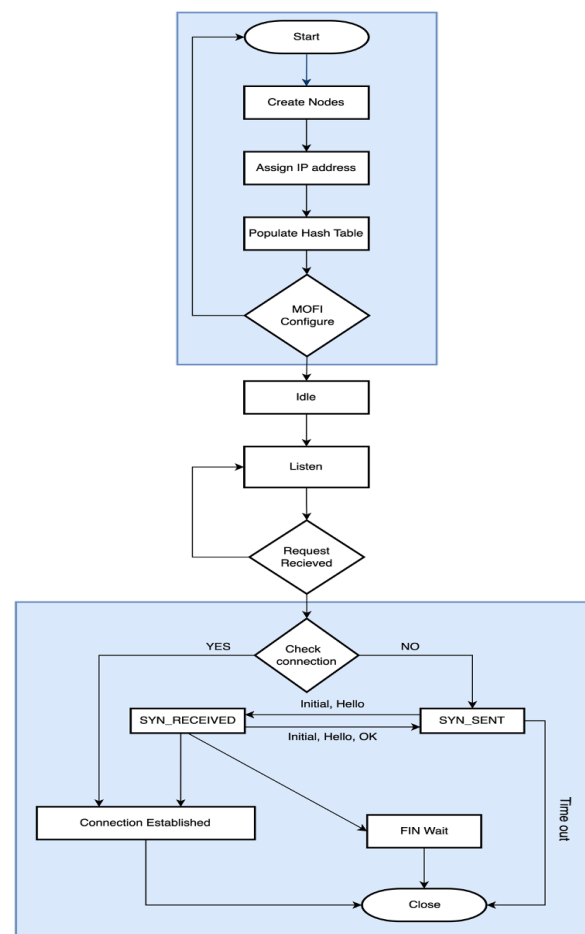 Start
Create Nodes
Assign IP address
Populate Hash Table
MOFI
Configure
Idle
Listen
Request
Recieved
Check
connection
YES
NO
Initial, Hello
SYN_RECEIVED
SYN_SENT
Initial, Hello, OK
Time out
Connection Established
FIN Wait
Close